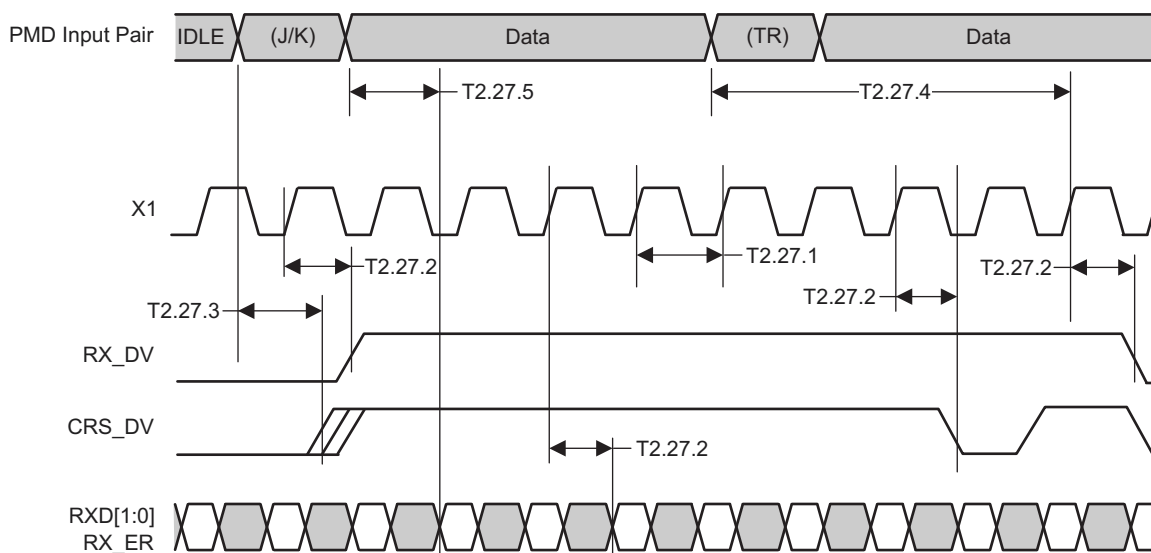 PMD Input Pair IDLE (J/K) Data (TR) Data
T2.27.5 T2.27.4
X1
T2.27.2 T2.27.1 T2.27.2
T2.27.2
T2.27.3
RX_DV
CRS_DV
T2.27.2
RXD[1:0]
RX_ER